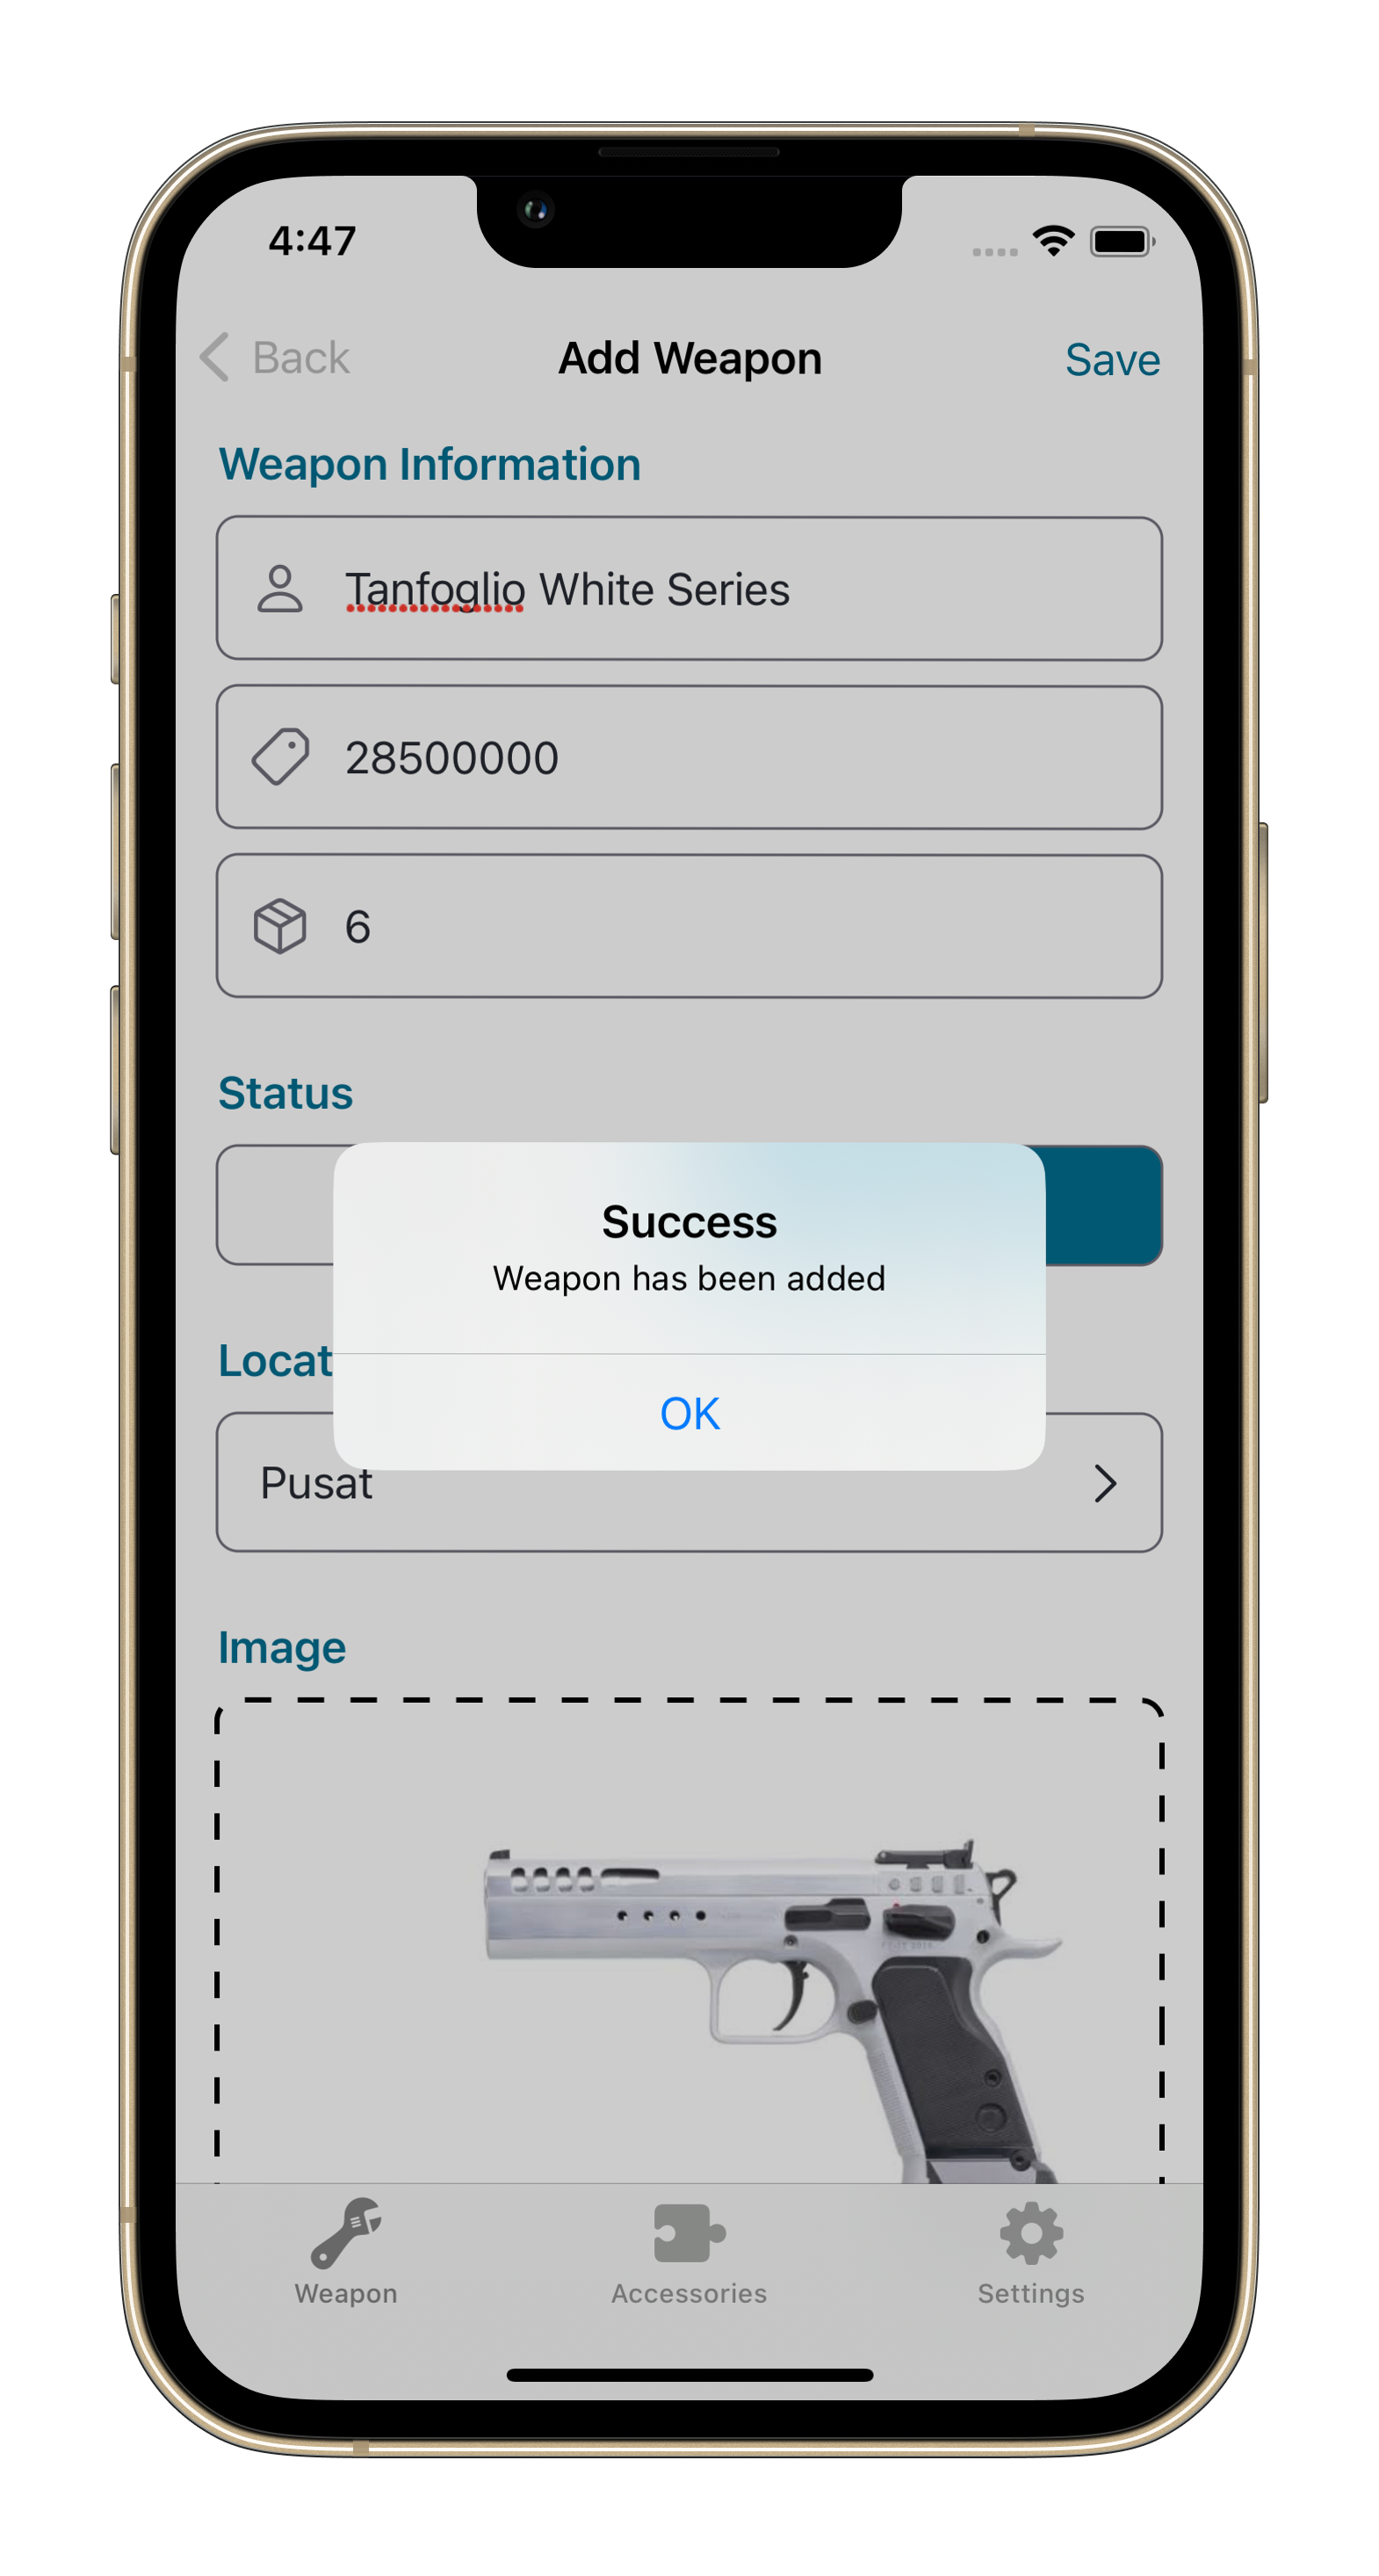 4:47
Back
Add Weapon
Save
Weapon Information
Tanfoglio White Series
28500000
6
Status
Success
Weapon has been added
Locat
OK
Pusat
Image
Weapon
Accessories
Settings